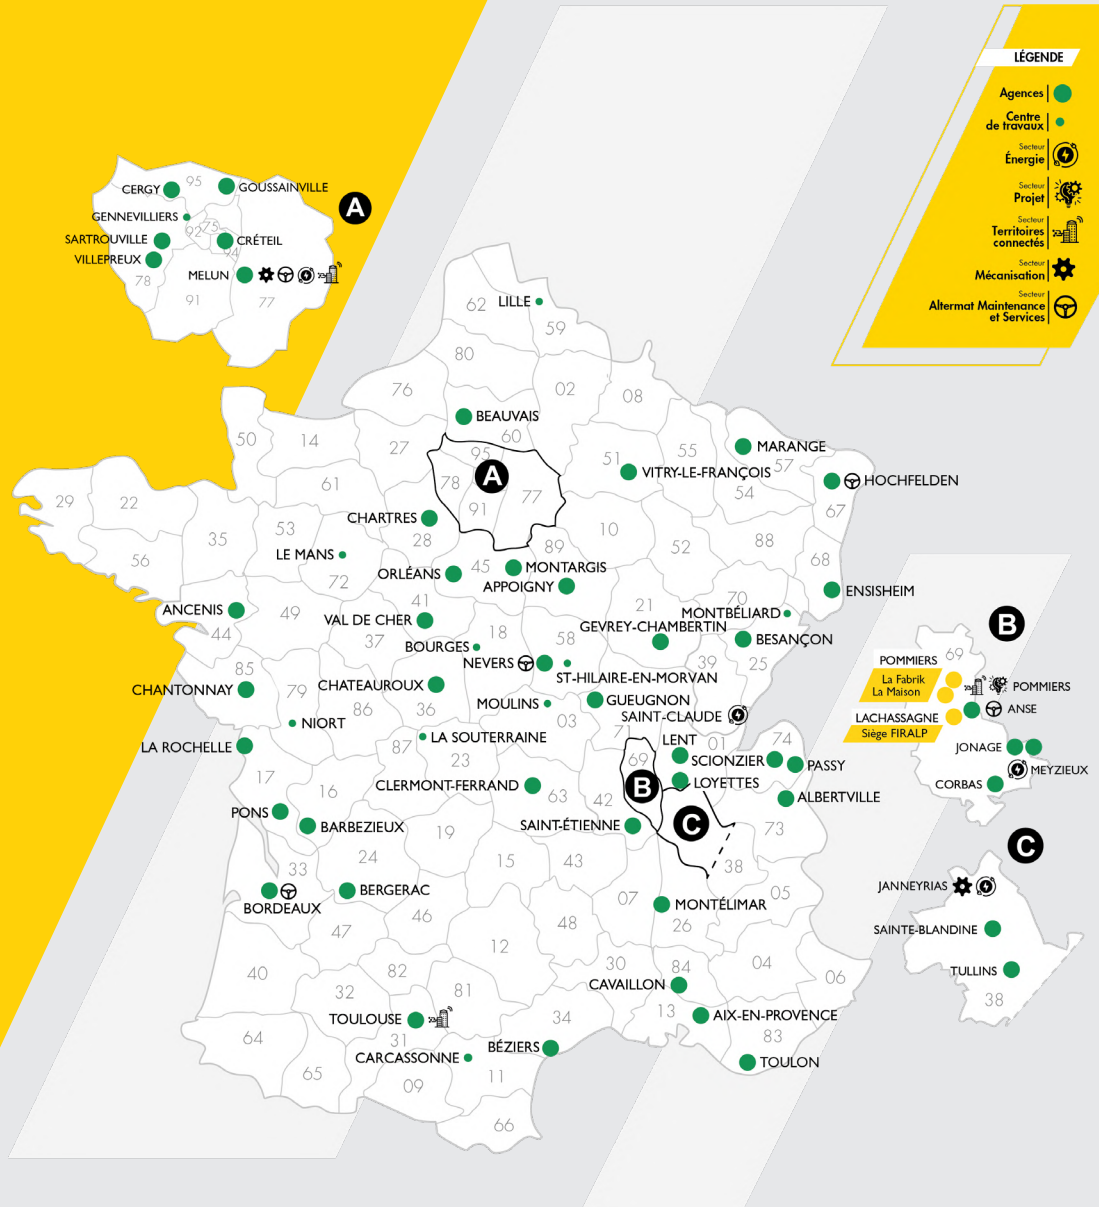 LÉGENDE
Agences
Centre
de travaux
Secteur
Énergie
Secteur
Projet
Secteur
Territoires
connectés
Secteur
Mécanisation
Secteur
Altermat Maintenance
et Services
CERGY
95
GOUSSAINVILLE
A
GENNEVILLIERS
92
75
SARTROUVILLE
CRÉTEIL
94
VILLEPREUX
78
MELUN
91
77
62
LILLE
59
80
76
02
08
BEAUVAIS
60
50
14
27
95
A
78
77
91
51
55
MARANGE
57
VITRY-LE-FRANÇOIS
54
HOCHFELDEN
67
61
29
22
35
53
56
CHARTRES
28
10
52
88
68
LE MANS
72
89
45
MONTARGIS
ORLÉANS
APPOIGNY
ENSISHEIM
ANCENIS
44
49
41
VAL DE CHER
37
18
BOURGES
58
21
70
MONTBÉLIARD
GEVREY-CHAMBERTIN
BESANÇON
NEVERS
39
25
ST-HILAIRE-EN-MORVAN
85
CHANTONNAY
79
CHATEAUROUX
86
36
MOULINS
03
GUEUGNON
SAINT-CLAUDE
71
NIORT
LA SOUTERRAINE
87
23
LA ROCHELLE
LENT
01
74
SCIONZIER
PASSY
69
B
LOYETTES
17
16
CLERMONT-FERRAND
63
42
ALBERTVILLE
PONS
BARBEZIEUX
19
SAINT-ÉTIENNE
C
73
24
15
43
38
33
BORDEAUX
BERGERAC
07
MONTÉLIMAR
05
46
26
47
48
12
40
82
30
84
04
06
CAVAILLON
32
81
TOULOUSE
34
13
AIX-EN-PROVENCE
83
64
31
BÉZIERS
CARCASSONNE
TOULON
65
09
11
66
B
69
POMMIERS
La Fabrik
La Maison
POMMIERS
ANSE
LACHASSAGNE
Siège FIRALP
JONAGE
MEYZIEUX
CORBAS
C
JANNEYRIAS
SAINTE-BLANDINE
TULLINS
38